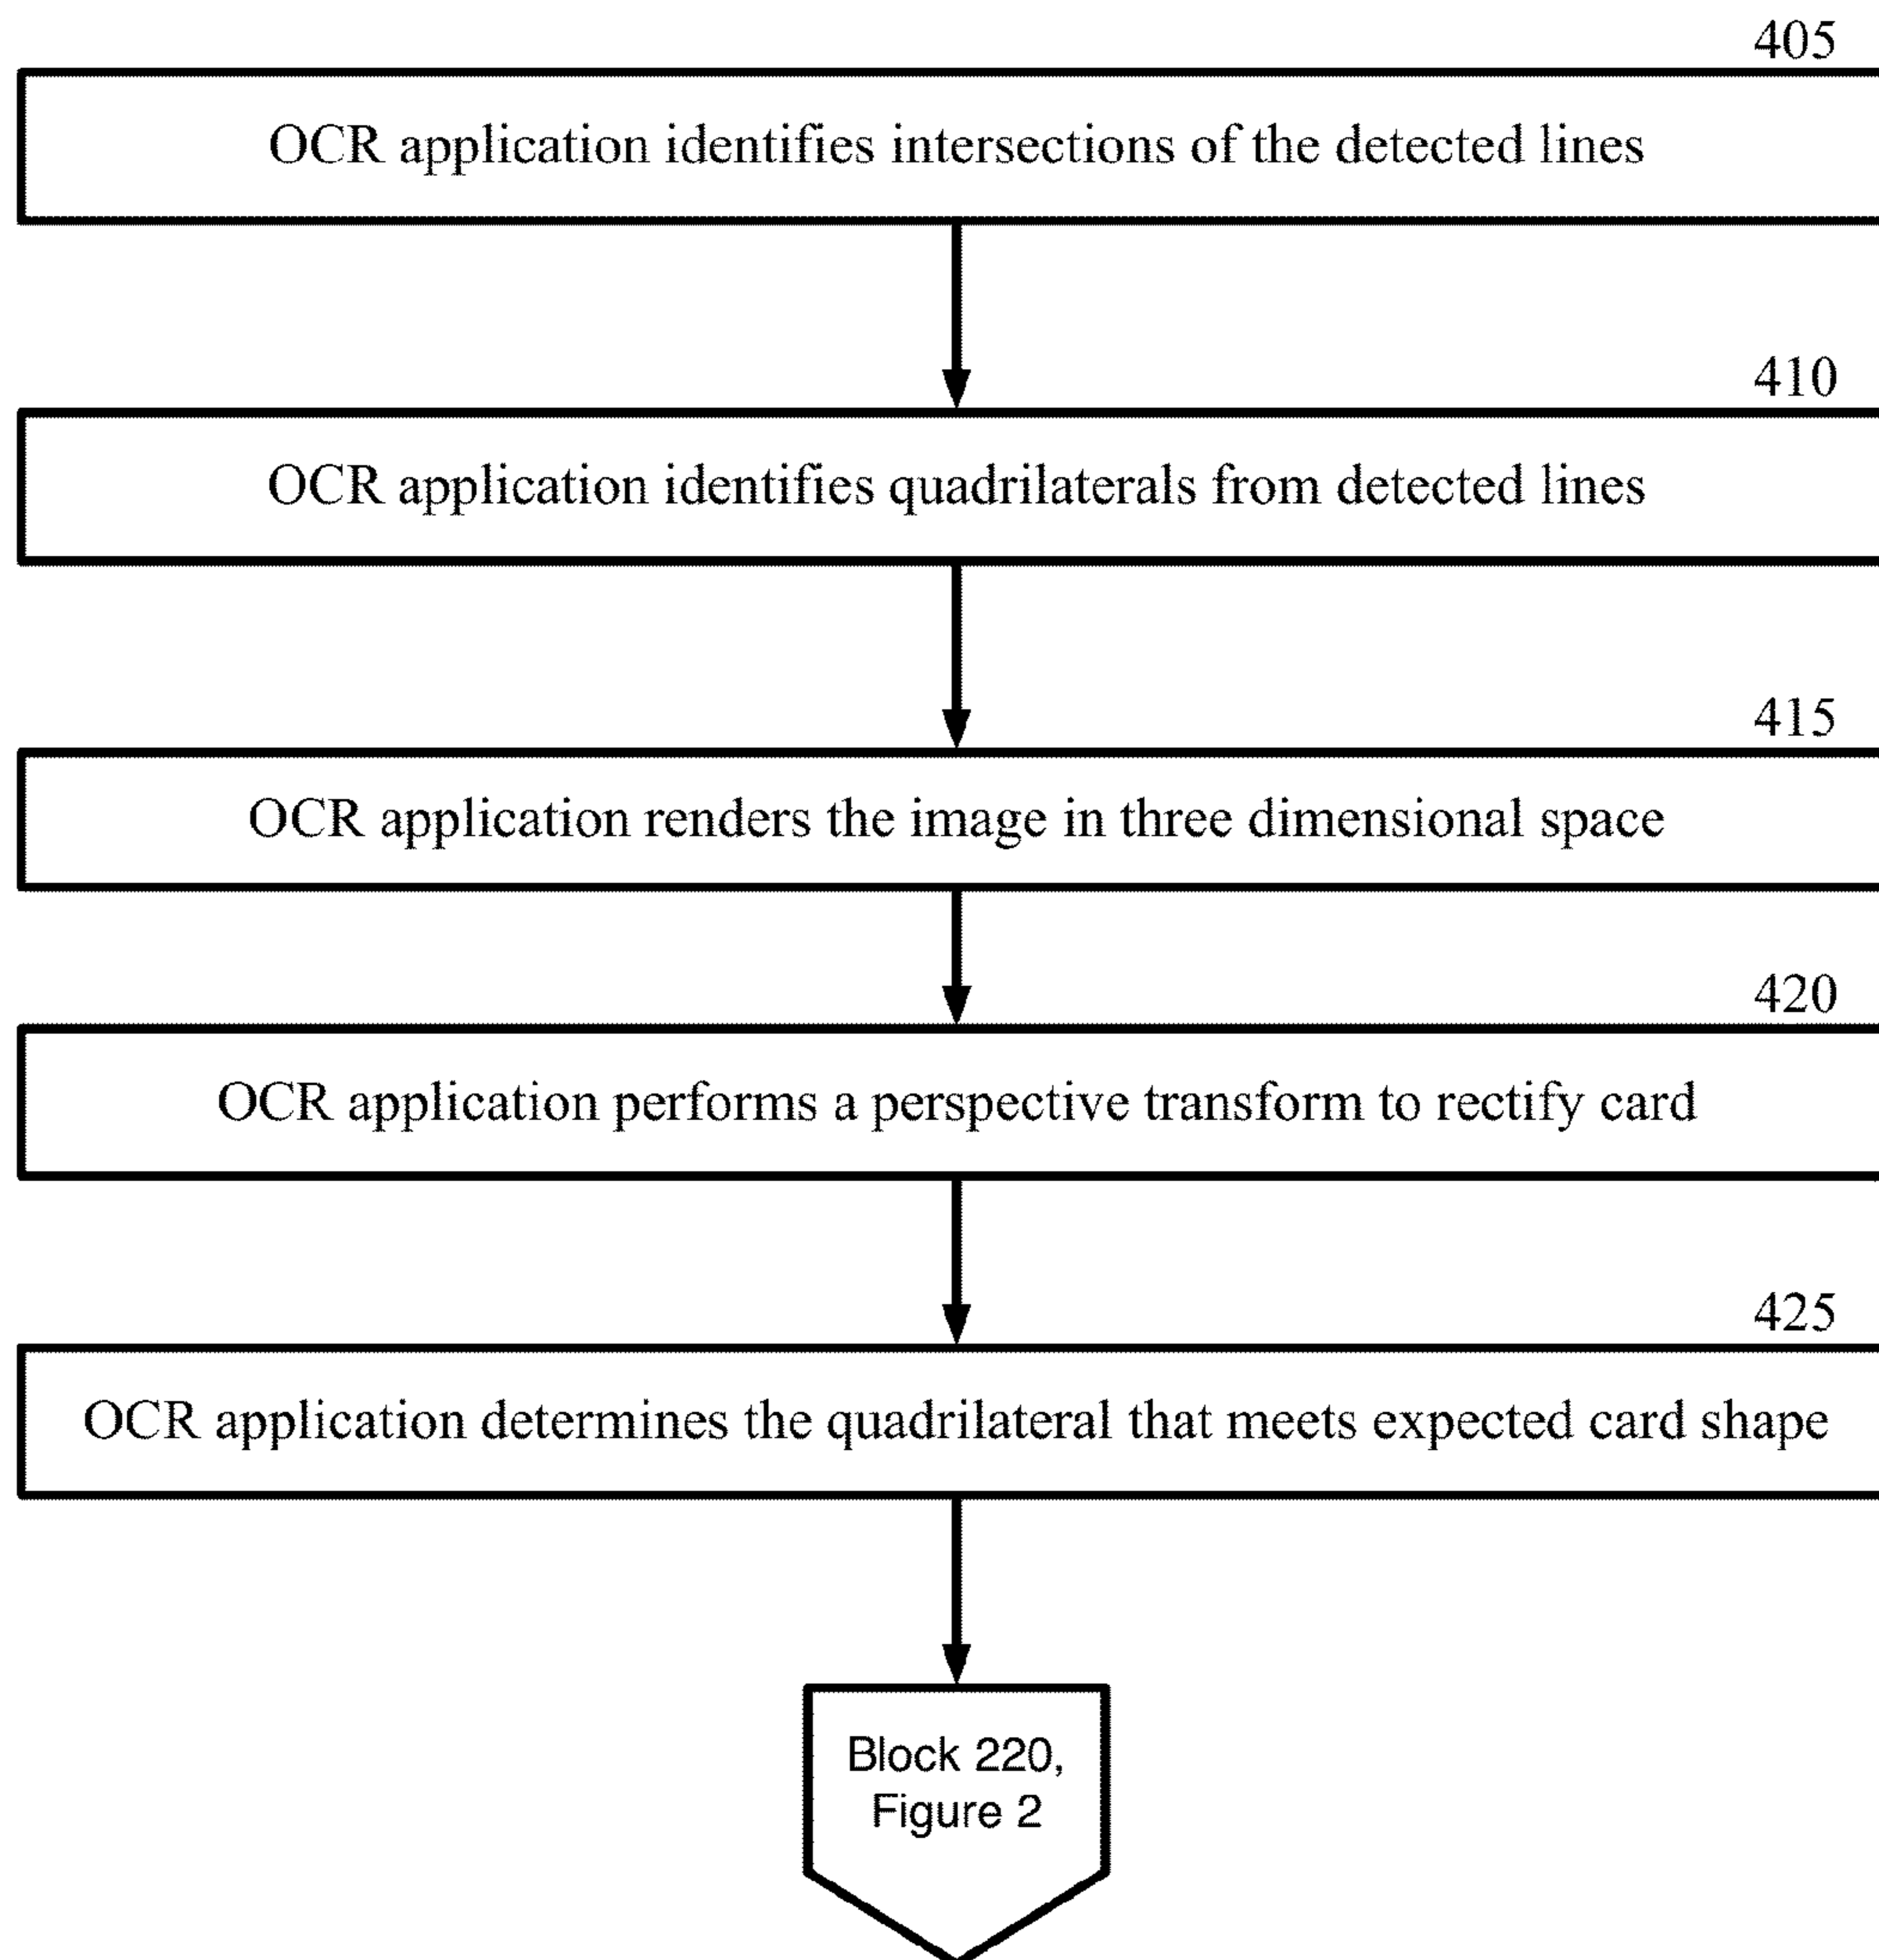 405
OCR application identifies intersections of the detected lines
410
OCR application identifies quadrilaterals from detected lines
415
OCR application renders the image in three dimensional space
420
OCR application performs a perspective transform to rectify card
425
OCR application determines the quadrilateral that meets expected card shape
Block 220,
Figure 2